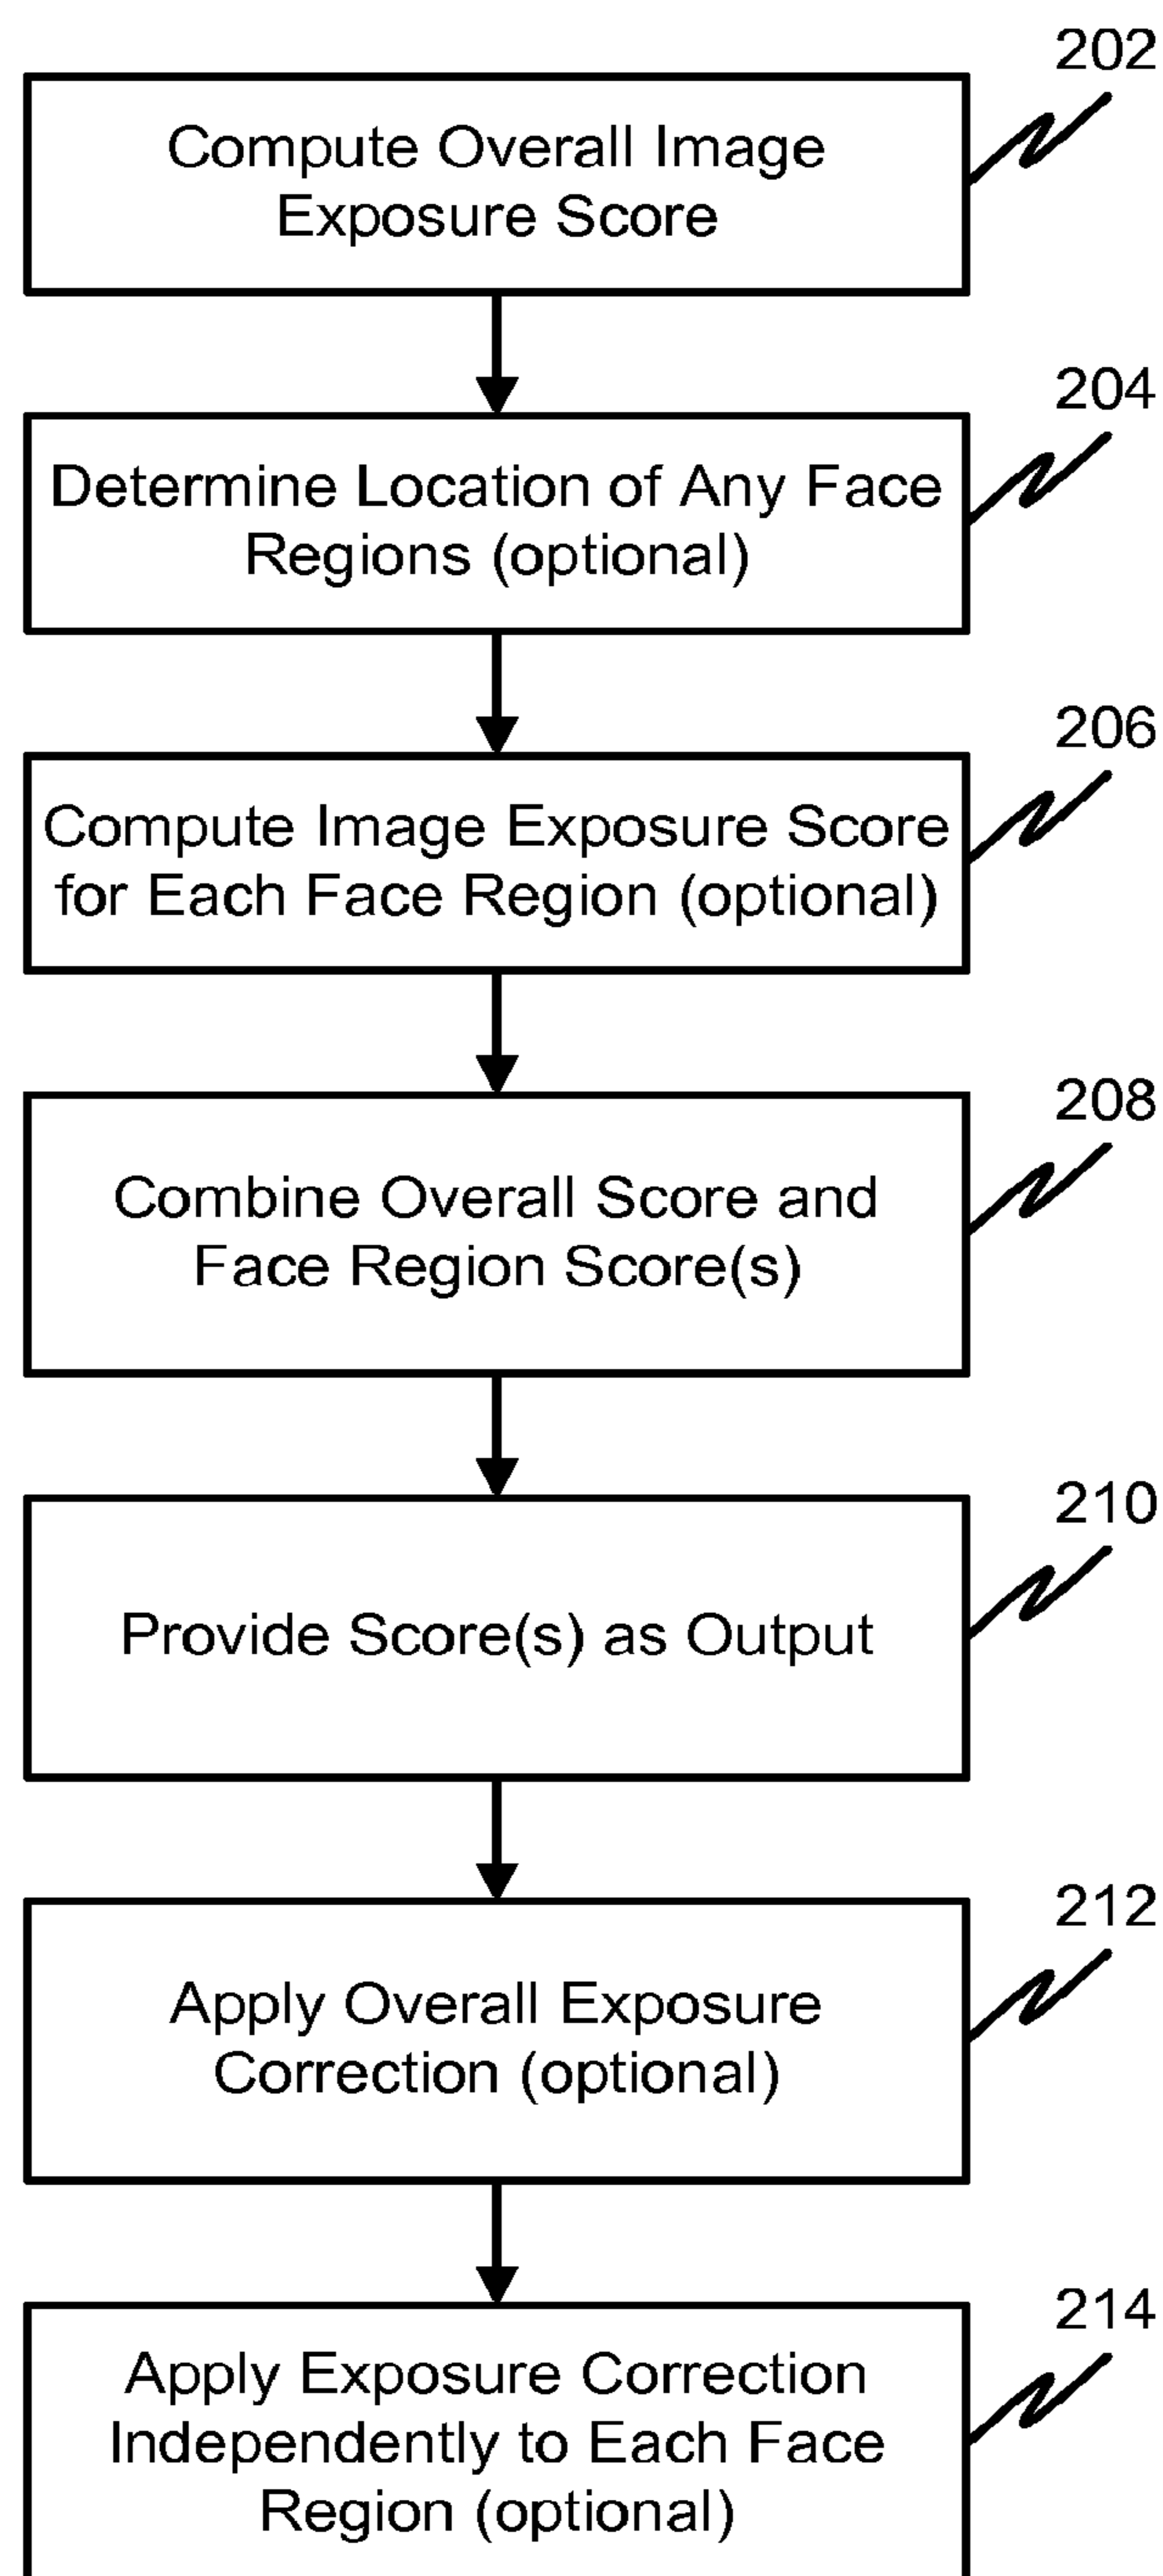 202
Compute Overall Image
Exposure Score
204
Determine Location of Any Face
Regions (optional)
206
Compute Image Exposure Score
for Each Face Region (optional)
208
Combine Overall Score and
Face Region Score(s)
210
Provide Score(s) as Output
212
Apply Overall Exposure
Correction (optional)
214
Apply Exposure Correction
Independently to Each Face
Region (optional)